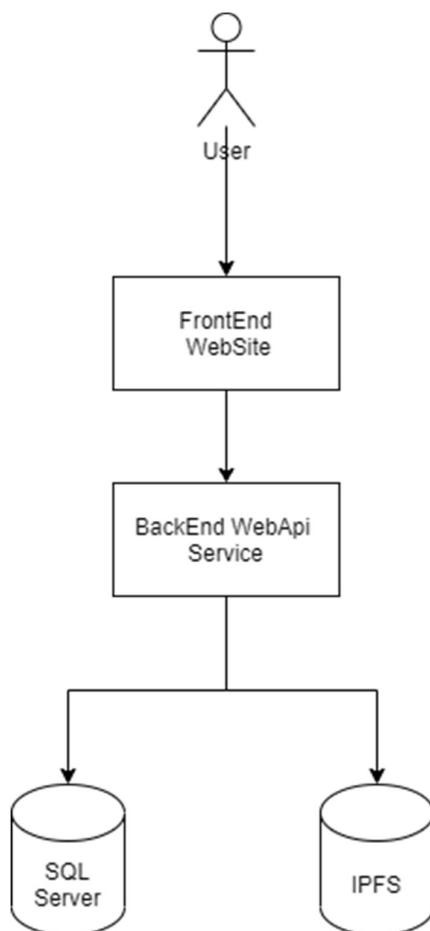 User
FrontEnd
WebSite
BackEnd WebApi
Service
SQL
Server
IPFS